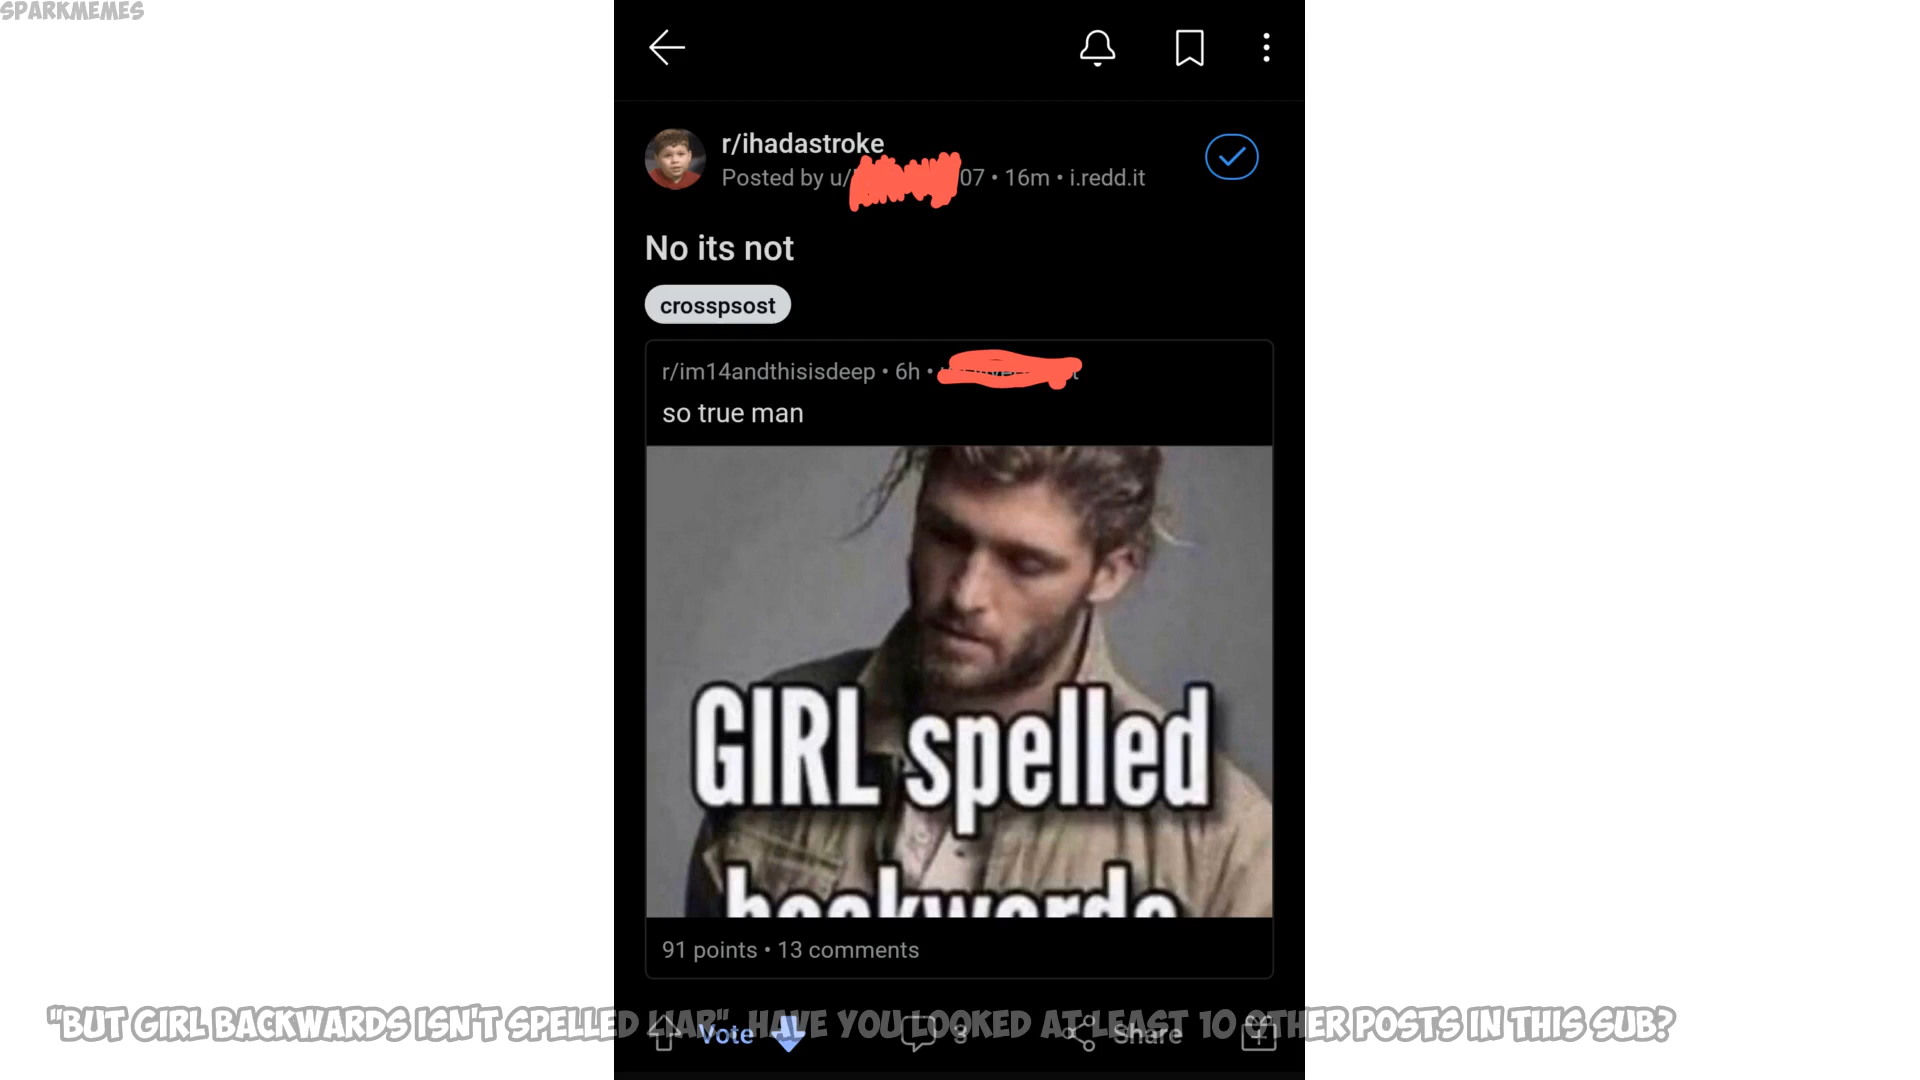 SPARKMEMES
r/ihadastroke
Posted by u/ 07 • 16m • i.redd.it
No its not
crosspsost
r/im14andthisisdeep • 6h •
so true man
GIRL spelled
backwards
91 points • 13 comments
"BUT GIRL BACKWARDS ISN'T SPELLED LIAR". HAVE YOU LOOKED AT LEAST 10 OTHER POSTS IN THIS SUB?
Vote 3 Share